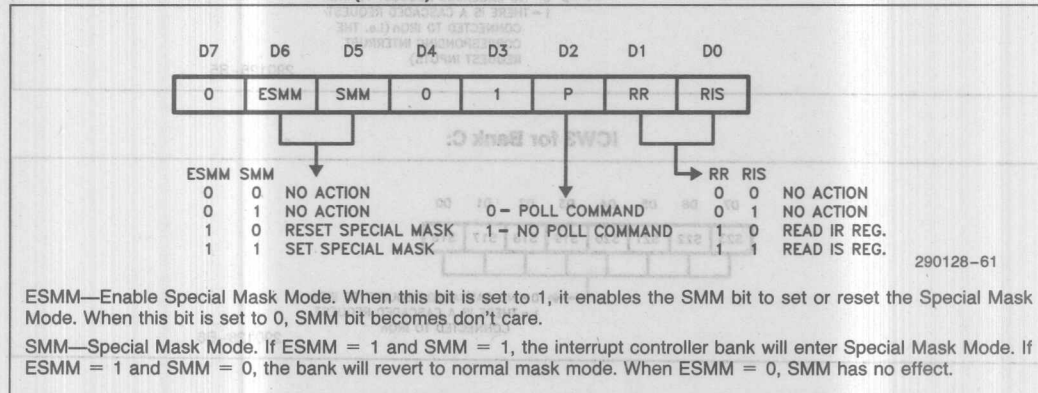 D7 D6 D5 D4 D3 D2 D1 D0
0 ESMM SMM 0 1 P RR RIS
ESMM SMM
0 0 NO ACTION
0 1 NO ACTION
1 0 RESET SPECIAL MASK
1 1 SET SPECIAL MASK
0 – POLL COMMAND
1 – NO POLL COMMAND
RR RIS
0 0 NO ACTION
0 1 NO ACTION
1 0 READ IR REG.
1 1 READ IS REG.
290128–61
ESMM—Enable Special Mask Mode. When this bit is set to 1, it enables the SMM bit to set or reset the Special Mask
Mode. When this bit is set to 0, SMM bit becomes don't care.
SMM—Special Mask Mode. If ESMM = 1 and SMM = 1, the interrupt controller bank will enter Special Mask Mode. If
ESMM = 1 and SMM = 0, the bank will revert to normal mask mode. When ESMM = 0, SMM has no effect.